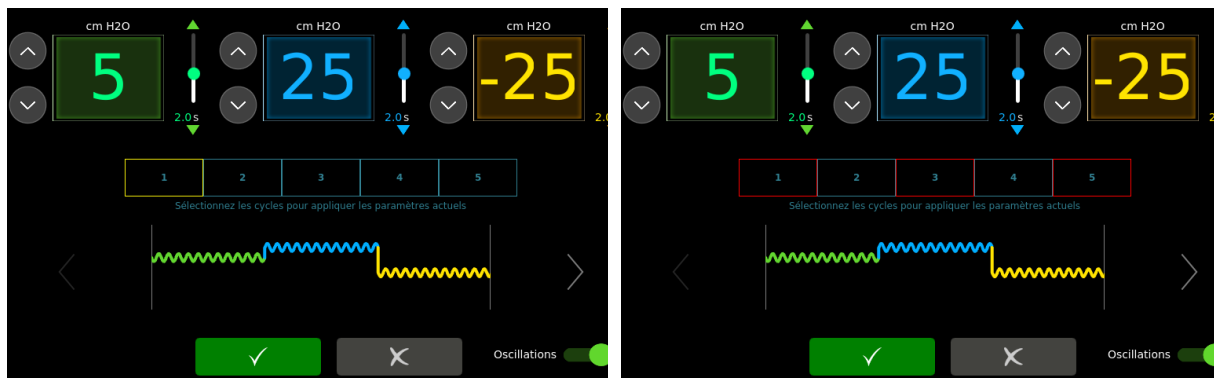 cm H2O cm H2O cm H2O
5 25 -25
2.0 s 2.0 s 2.0
1 2 3 4 5
Sélectionnez les cycles pour appliquer les paramètres actuels
Oscillations
cm H2O cm H2O cm H2O
5 25 -25
2.0 s 2.0 s
1 2 3 4 5
Sélectionnez les cycles pour appliquer les paramètres actuels
Oscillations